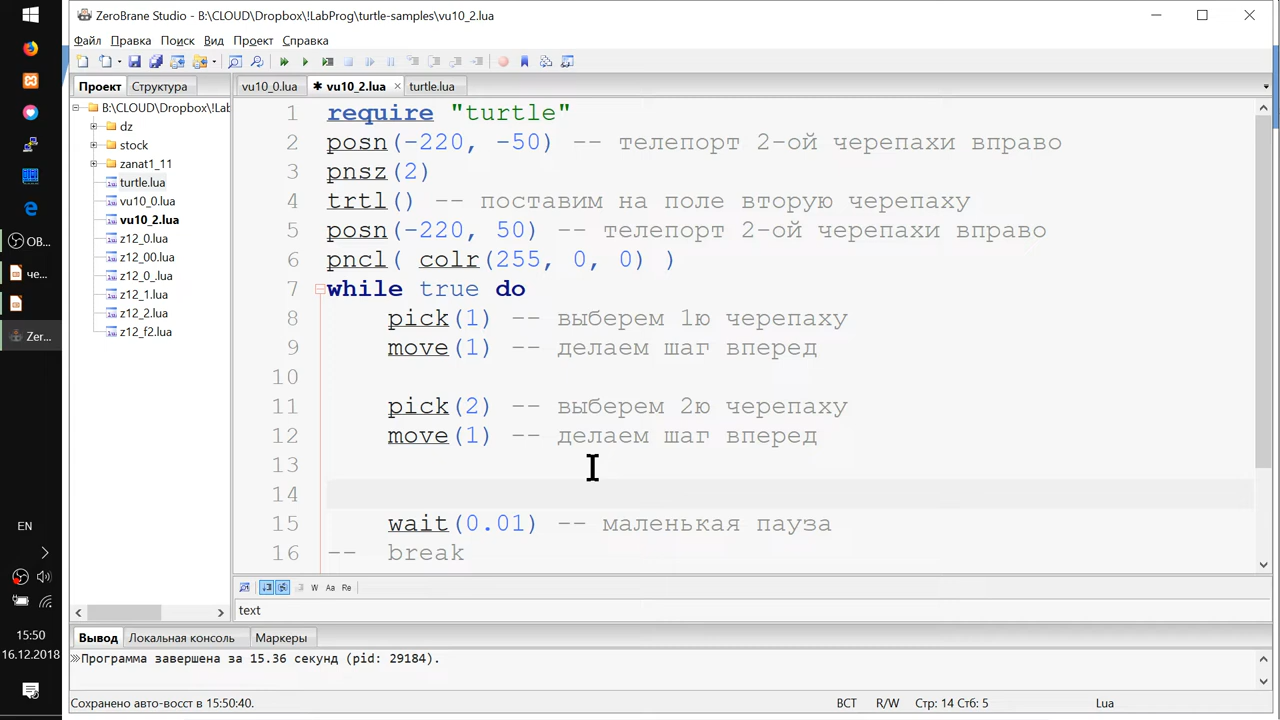 ZeroBrane Studio - B:\CLOUD\Dropbox\!LabProg\turtle-samples\vu10_2.lua
Файл Правка Поиск Вид Проект Справка
Проект Структура
vu10_0.lua ✱ vu10_2.lua × turtle.lua
B:\CLOUD\Dropbox\!Lat
dz
stock
zanat1_11
turtle.lua
vu10_0.lua
vu10_2.lua
z12_0.lua
z12_00.lua
z12_0_.lua
z12_1.lua
z12_2.lua
z12_f2.lua
1 require "turtle"
2 posn(-220, -50) -- телепорт 2-ой черепахи вправо
3 pnsz(2)
4 trtl() -- поставим на поле вторую черепаху
5 posn(-220, 50) -- телепорт 2-ой черепахи вправо
6 pncl( colr(255, 0, 0) )
7 while true do
8 pick(1) -- выберем 1ю черепаху
9 move(1) -- делаем шаг вперед
10
11 pick(2) -- выберем 2ю черепаху
12 move(1) -- делаем шаг вперед
13
14
15 wait(0.01) -- маленькая пауза
16 -- break
W Aa Re
text
Вывод Локальная консоль Маркеры
Программа завершена за 15.36 секунд (pid: 29184).
Сохранено авто-восст в 15:50:40. ВСТ R/W Стр: 14 Стб: 5 Lua
OB...
че...
Zer...
EN
15:50
16.12.2018